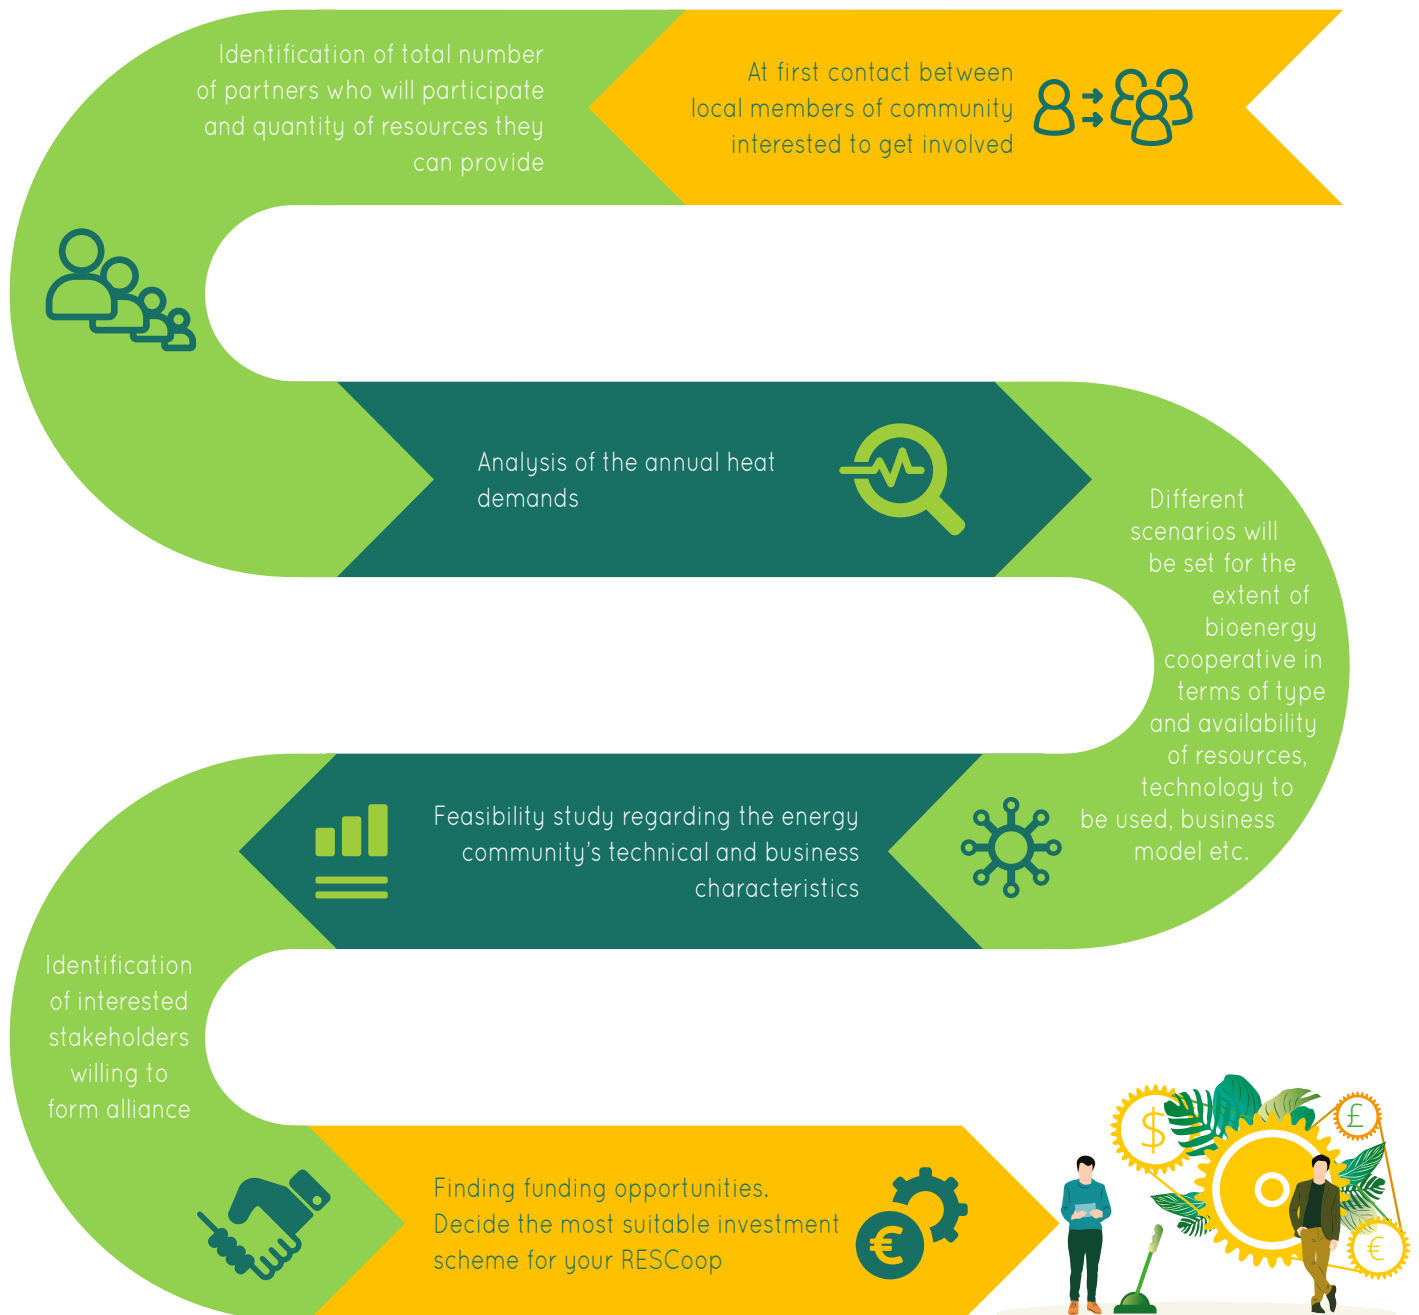 At first contact between
local members of community
interested to get involved
Identification of total number
of partners who will participate
and quantity of resources they
can provide
Analysis of the annual heat
demands
Different
scenarios will
be set for the
extent of
bioenergy
cooperative in
terms of type
and availability
of resources,
technology to
be used, business
model etc.
Feasibility study regarding the energy
community's technical and business
characteristics
Identification
of interested
stakeholders
willing to
form alliance
Finding funding opportunities.
Decide the most suitable investment
scheme for your RESCoop
€
$
£
€